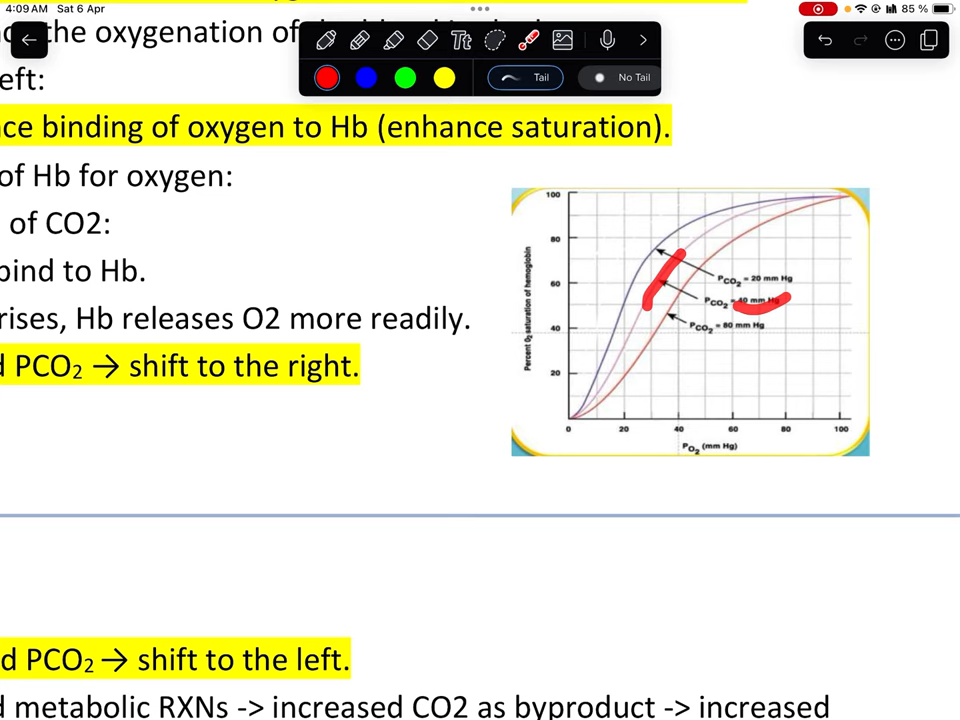 4:09 AM Sat 6 Apr
85 %
the oxygenation of
Tt
Tail
No Tail
eft:
ce binding of oxygen to Hb (enhance saturation).
of Hb for oxygen:
of CO2:
bind to Hb.
rises, Hb releases O2 more readily.
d PCO2 → shift to the right.
Percent O2 saturation of hemoglobin
100
80
60
40
20
PCO2 = 20 mm Hg
PCO2 = 40 mm Hg
PCO2 = 80 mm Hg
0 20 40 60 80 100
PO2 (mm Hg)
d PCO2 → shift to the left.
d metabolic RXNs -> increased CO2 as byproduct -> increased